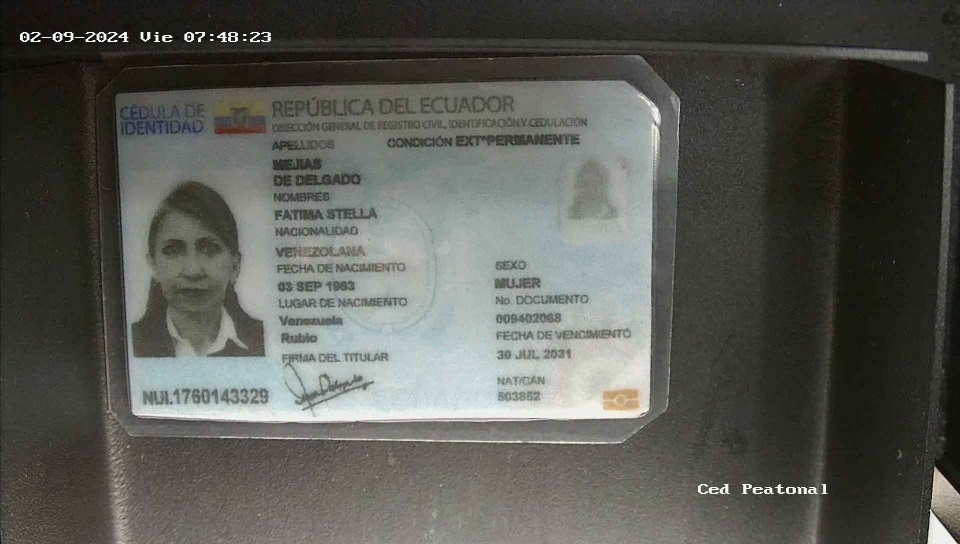 02-09-2024 Vie 07:48:23
CÉDULA DE
IDENTIDAD
REPÚBLICA DEL ECUADOR
DIRECCIÓN GENERAL DE REGISTRO CIVIL, IDENTIFICACIÓN Y CEDULACIÓN
APELLIDOS
CONDICIÓN EXT*PERMANENTE
MEJIAS
DE DELGADO
NOMBRES
FATIMA STELLA
NACIONALIDAD
VENEZOLANA
FECHA DE NACIMIENTO
03 SEP 1963
LUGAR DE NACIMIENTO
Venezuela
Rubio
FIRMA DEL TITULAR
SEXO
MUJER
No. DOCUMENTO
009402068
FECHA DE VENCIMIENTO
30 JUL 2031
NAT/CAN
503852
NUI.1760143329
Ced Peatonal